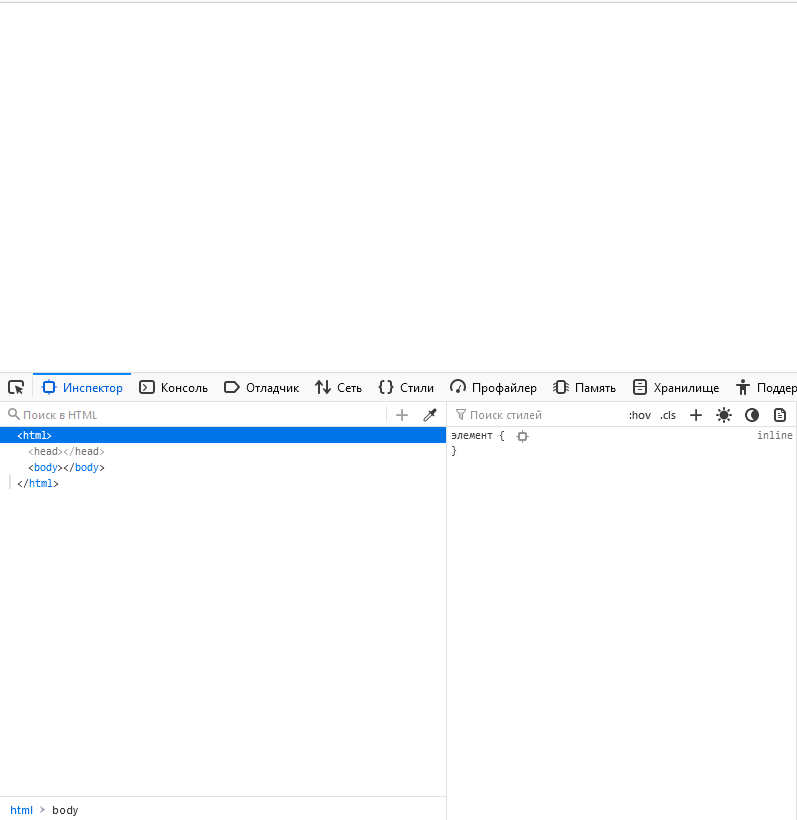 Инспектор Консоль Отладчик Сеть Стили Профайлер Память Хранилище Поддер
Поиск в HTML
Поиск стилей :hov .cls
<html>
<head></head>
<body></body>
</html>
элемент { inline
}
html body